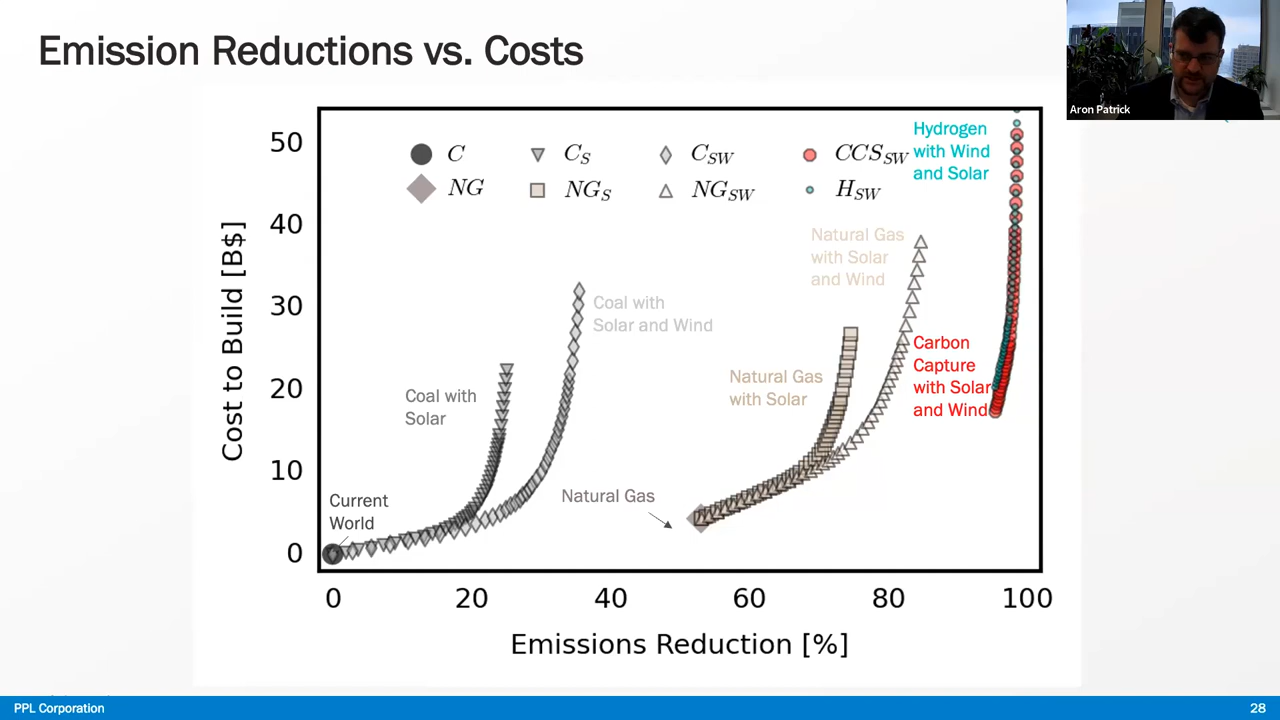 Emission Reductions vs. Costs
Aron Patrick
Cost to Build [B$]
50
40
30
20
10
0
C
C_S
C_SW
CCS_SW
NG
NG_S
NG_SW
H_SW
Hydrogen
with Wind
and Solar
Natural Gas
with Solar
and Wind
Coal with
Solar and Wind
Carbon
Capture
with Solar
and Wind
Natural Gas
with Solar
Coal with
Solar
Natural Gas
Current
World
0
20
40
60
80
100
Emissions Reduction [%]
PPL Corporation
28